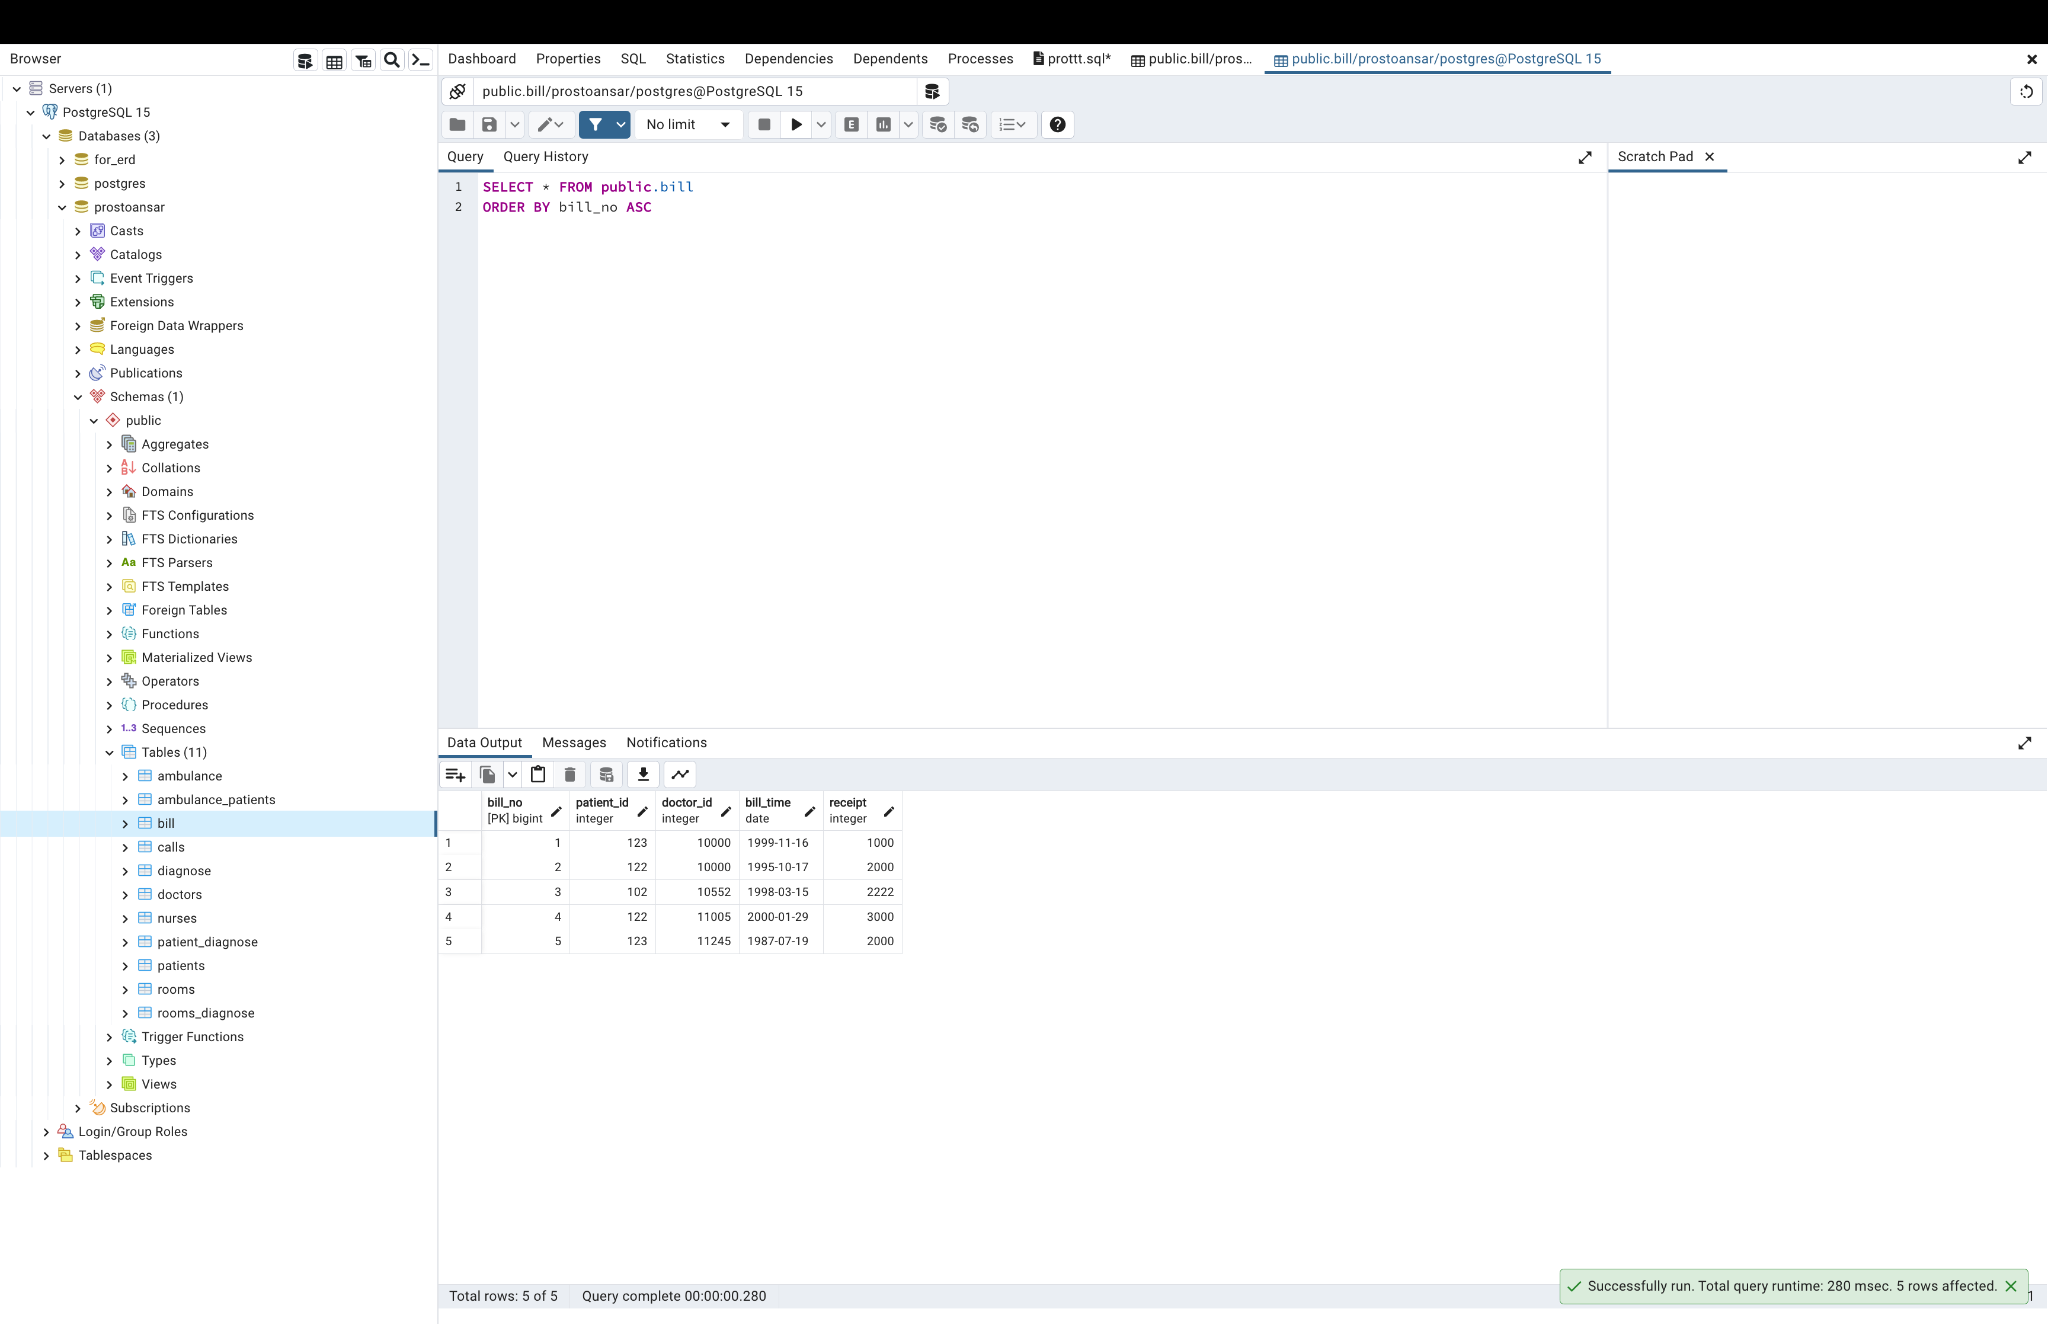 Browser
Servers (1)
PostgreSQL 15
Databases (3)
for_erd
postgres
prostoansar
Casts
Catalogs
Event Triggers
Extensions
Foreign Data Wrappers
Languages
Publications
Schemas (1)
public
Aggregates
Collations
Domains
FTS Configurations
FTS Dictionaries
Aa FTS Parsers
FTS Templates
Foreign Tables
Functions
Materialized Views
Operators
Procedures
1..3 Sequences
Tables (11)
ambulance
ambulance_patients
bill
calls
diagnose
doctors
nurses
patient_diagnose
patients
rooms
rooms_diagnose
Trigger Functions
Types
Views
Subscriptions
Login/Group Roles
Tablespaces
Dashboard Properties SQL Statistics Dependencies Dependents Processes prottt.sql* public.bill/pros... public.bill/prostoansar/postgres@PostgreSQL 15
public.bill/prostoansar/postgres@PostgreSQL 15
No limit E
Query Query History
Scratch Pad
1 SELECT * FROM public.bill
2 ORDER BY bill_no ASC
Data Output Messages Notifications
bill_no patient_id doctor_id bill_time receipt
[PK] bigint integer integer date integer
1 1 123 10000 1999-11-16 1000
2 2 122 10000 1995-10-17 2000
3 3 102 10552 1998-03-15 2222
4 4 122 11005 2000-01-29 3000
5 5 123 11245 1987-07-19 2000
Total rows: 5 of 5 Query complete 00:00:00.280
Successfully run. Total query runtime: 280 msec. 5 rows affected.